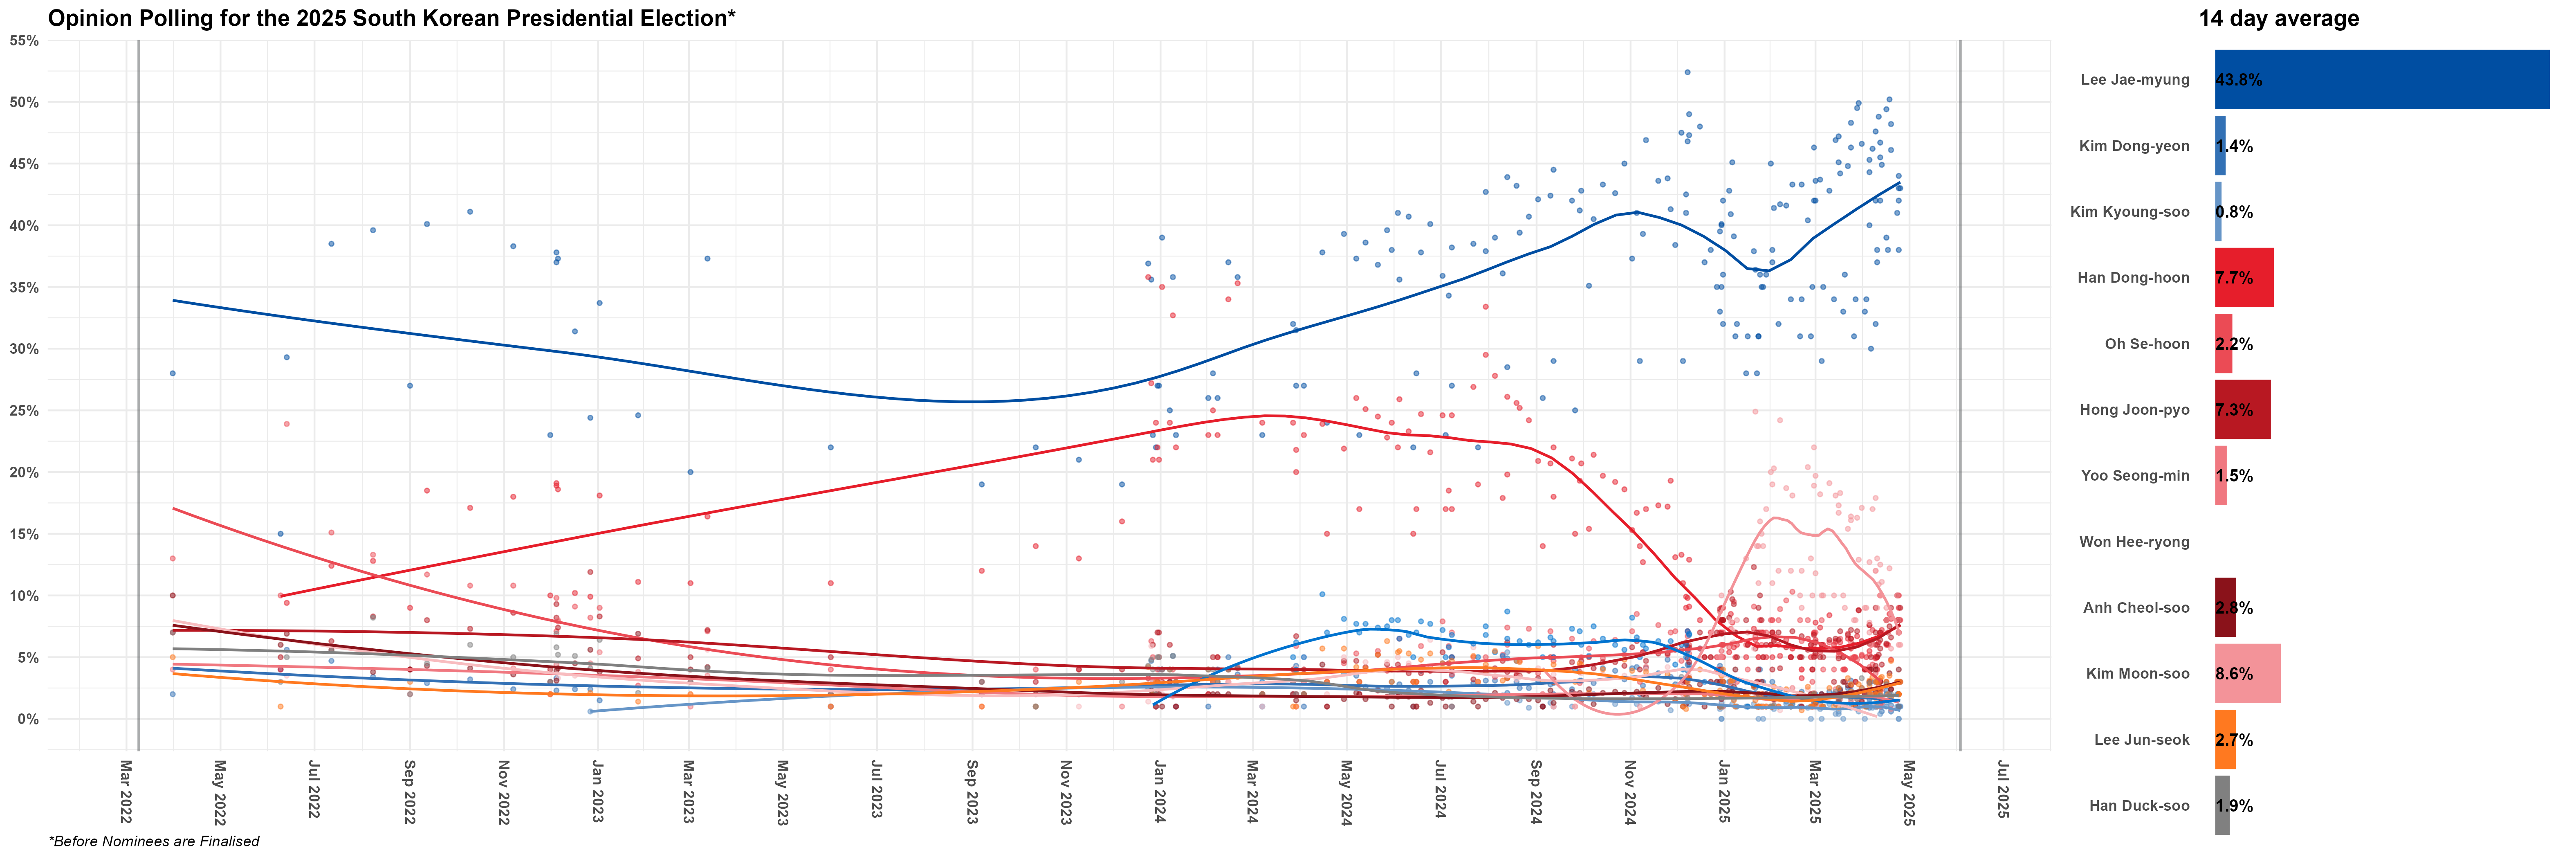 Opinion Polling for the 2025 South Korean Presidential Election*
55%
50%
45%
40%
35%
30%
25%
20%
15%
10%
5%
0%
Mar 2022
May 2022
Jul 2022
Sep 2022
Nov 2022
Jan 2023
Mar 2023
May 2023
Jul 2023
Sep 2023
Nov 2023
Jan 2024
Mar 2024
May 2024
Jul 2024
Sep 2024
Nov 2024
Jan 2025
Mar 2025
May 2025
Jul 2025
*Before Nominees are Finalised
14 day average
Lee Jae-myung 43.8%
Kim Dong-yeon 1.4%
Kim Kyoung-soo 0.8%
Han Dong-hoon 7.7%
Oh Se-hoon 2.2%
Hong Joon-pyo 7.3%
Yoo Seong-min 1.5%
Won Hee-ryong
Anh Cheol-soo 2.8%
Kim Moon-soo 8.6%
Lee Jun-seok 2.7%
Han Duck-soo 1.9%